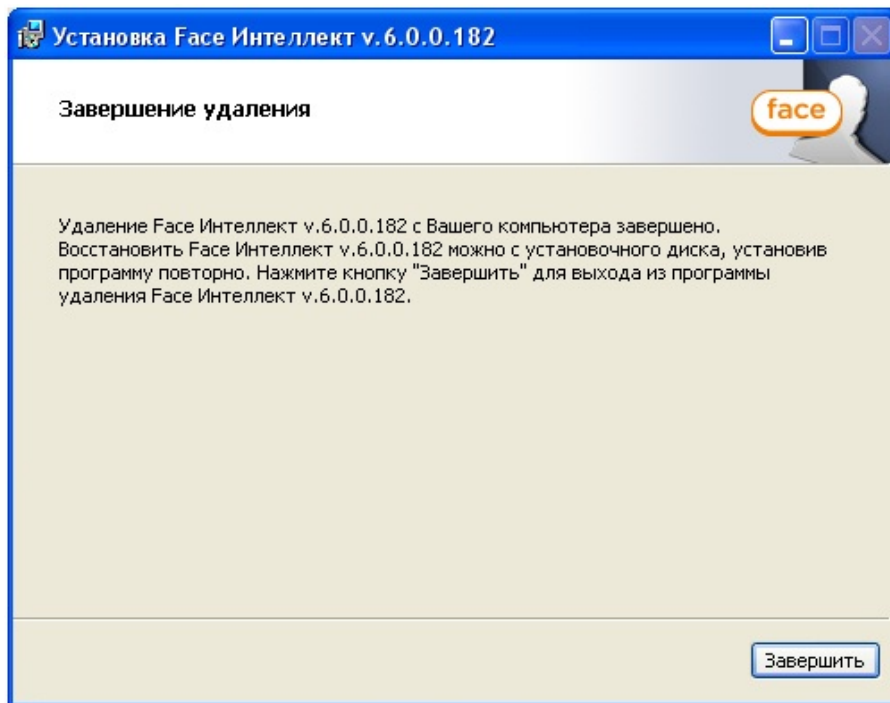 Установка Face Интеллект v.6.0.0.182
Завершение удаления
face
Удаление Face Интеллект v.6.0.0.182 с Вашего компьютера завершено.
Восстановить Face Интеллект v.6.0.0.182 можно с установочного диска, установив
программу повторно. Нажмите кнопку "Завершить" для выхода из программы
удаления Face Интеллект v.6.0.0.182.
Завершить